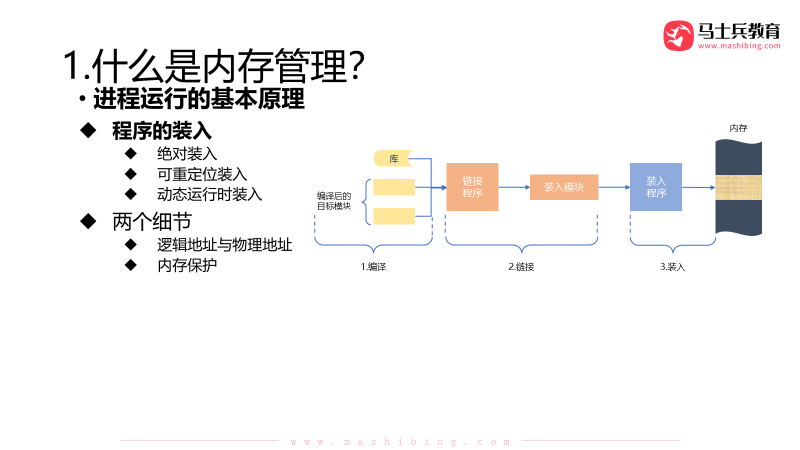 马士兵教育
www.mashibing.com
1.什么是内存管理?
• 进程运行的基本原理
◆ 程序的装入
◆ 绝对装入
◆ 可重定位装入
◆ 动态运行时装入
◆ 两个细节
◆ 逻辑地址与物理地址
◆ 内存保护
内存
库
编译后的
目标模块
链接
程序
装入模块
装入
程序
1.编译
2.链接
3.装入
www.mashibing.com